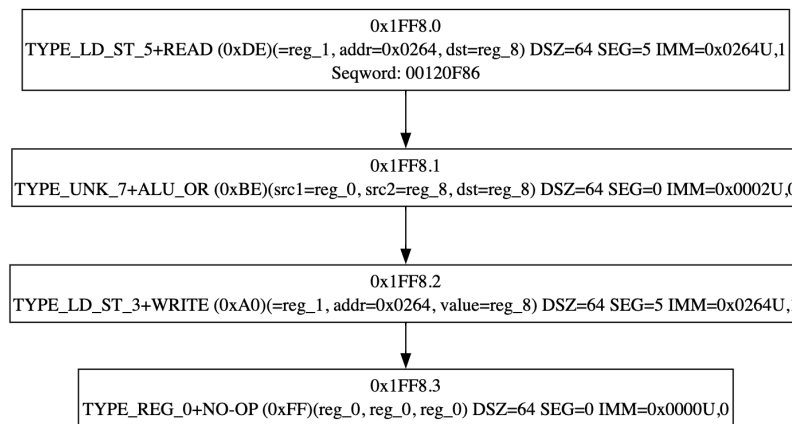 0x1FF8.0
TYPE_LD_ST_5+READ (0xDE)(=reg_1, addr=0x0264, dst=reg_8) DSZ=64 SEG=5 IMM=0x0264U,1
Seqword: 00120F86
0x1FF8.1
TYPE_UNK_7+ALU_OR (0xBE)(src1=reg_0, src2=reg_8, dst=reg_8) DSZ=64 SEG=0 IMM=0x0002U,0
0x1FF8.2
TYPE_LD_ST_3+WRITE (0xA0)(=reg_1, addr=0x0264, value=reg_8) DSZ=64 SEG=5 IMM=0x0264U,1
0x1FF8.3
TYPE_REG_0+NO-OP (0xFF)(reg_0, reg_0, reg_0) DSZ=64 SEG=0 IMM=0x0000U,0